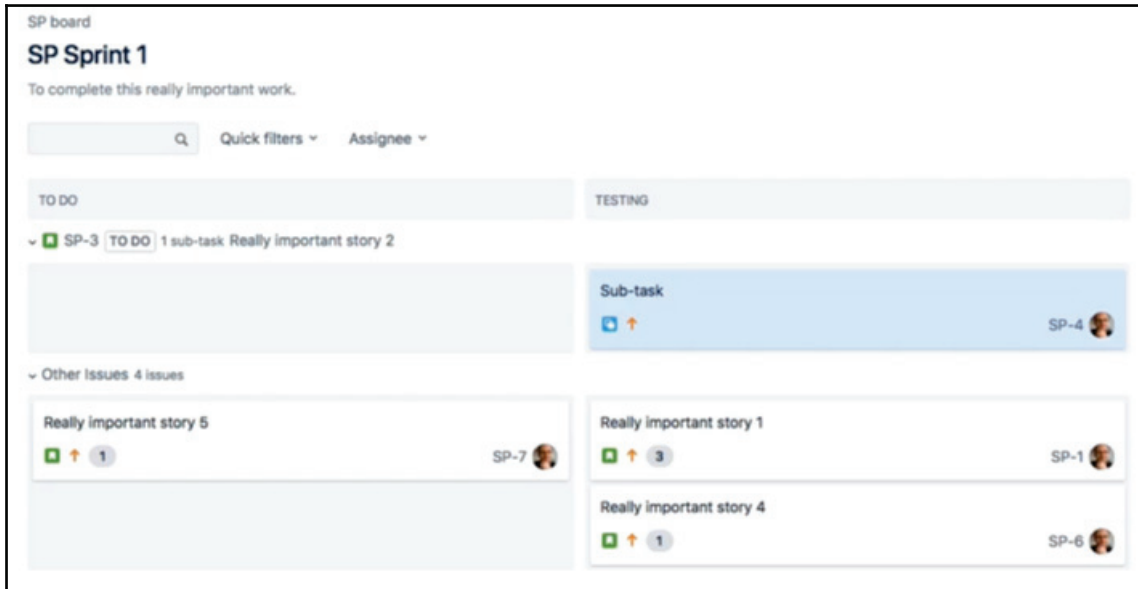 SP board
SP Sprint 1
To complete this really important work.
Quick filters Assignee
TO DO TESTING
SP-3 TO DO 1 sub-task Really important story 2
Sub-task
SP-4
Other Issues 4 issues
Really important story 5 Really important story 1
1 SP-7 3 SP-1
Really important story 4
1 SP-6